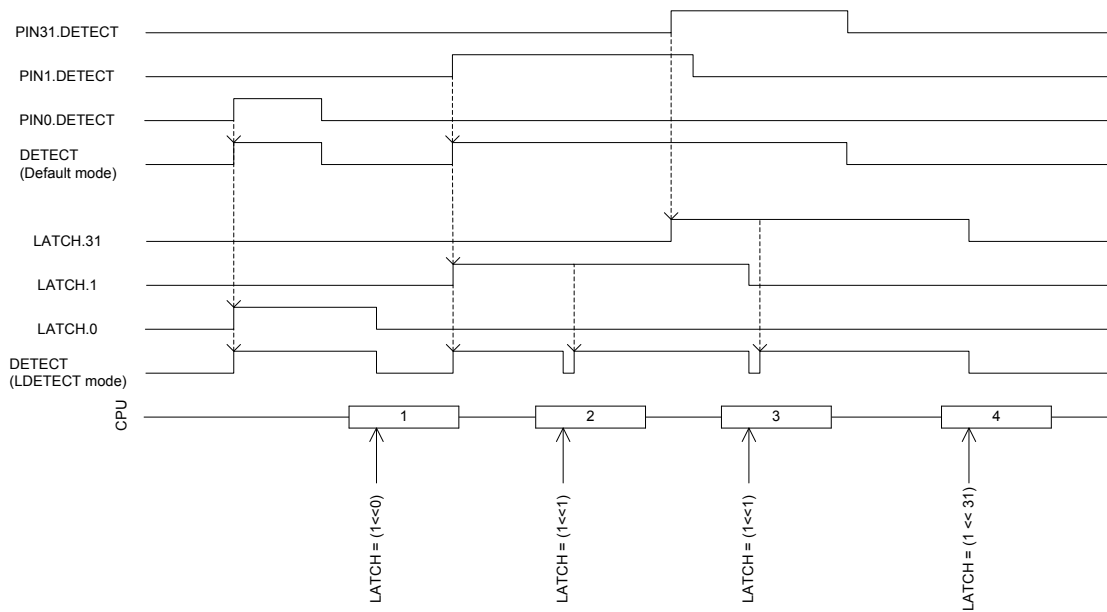 PIN31.DETECT
PIN1.DETECT
PIN0.DETECT
DETECT
(Default mode)
LATCH.31
LATCH.1
LATCH.0
DETECT
(LDETECT mode)
CPU
1
2
3
4
LATCH = (1<<0)
LATCH = (1<<1)
LATCH = (1<<1)
LATCH = (1 << 31)